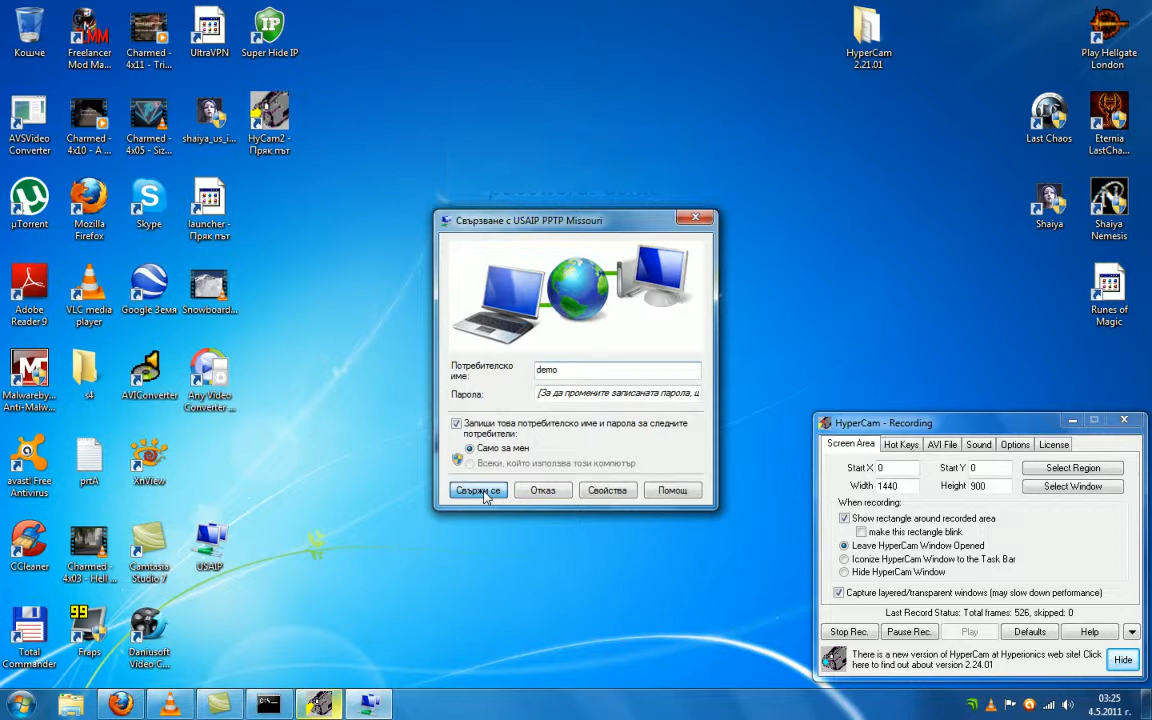 Кошче
Freelancer
Mod Ma...
Charmed -
4x11 - Tri...
UltraVPN
Super Hide IP
HyperCam
2.21.01
Play Hellgate
London
AVSVideo
Converter
Charmed -
4x10 - A ...
Charmed -
4x05 - Siz...
shaiya_us_i...
HyCam2 -
Пряк път
Last Chaos
Eternia
LastCha...
µTorrent
Mozilla
Firefox
Skype
launcher -
Пряк път
Shaiya
Shaiya
Nemesis
Adobe
Reader 9
VLC media
player
Google Земя
Snowboard...
Runes of
Magic
Malwareby...
Anti-Malw...
s4
AVIConverter
Any Video
Converter ...
avast! Free
Antivirus
prtA
XnView
CCleaner
Charmed -
4x03 - Hell ...
Camtasia
Studio 7
USAIP
Total
Commander
99
Fraps
Daniusoft
Video C...
Свързване с USAIP PPTP Missouri
Потребителско
име:
demo
Парола:
[За да промените записаната парола, щ
Запиши това потребителско име и парола за следните
потребители:
Само за мен
Всеки, който използва този компютър
Свържи се
Отказ
Свойства
Помощ
HyperCam - Recording
Screen Area
Hot Keys
AVI File
Sound
Options
License
Start X 0
Start Y 0
Select Region
Width 1440
Height 900
Select Window
When recording:
Show rectangle around recorded area
make this rectangle blink
Leave HyperCam Window Opened
Iconize HyperCam Window to the Task Bar
Hide HyperCam Window
Capture layered/transparent windows (may slow down performance)
Last Record Status: Total frames: 526, skipped: 0
Stop Rec.
Pause Rec.
Play
Defaults
Help
There is a new version of HyperCam at Hyperionics web site! Click
here to find out about version 2.24.01
Hide
03:25
4.5.2011 г.